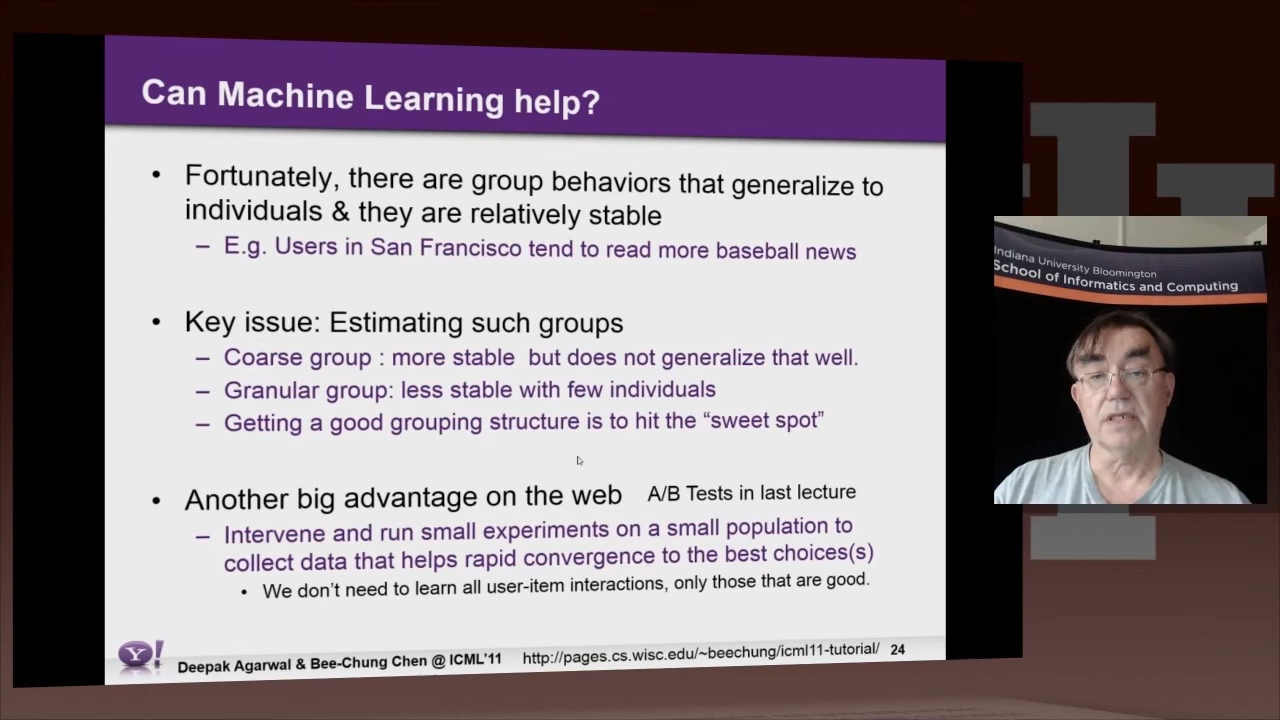 Can Machine Learning help?
• Fortunately, there are group behaviors that generalize to
individuals & they are relatively stable
– E.g. Users in San Francisco tend to read more baseball news
• Key issue: Estimating such groups
– Coarse group : more stable but does not generalize that well.
– Granular group: less stable with few individuals
– Getting a good grouping structure is to hit the “sweet spot”
• Another big advantage on the web A/B Tests in last lecture
– Intervene and run small experiments on a small population to
collect data that helps rapid convergence to the best choices(s)
• We don’t need to learn all user-item interactions, only those that are good.
Y! Deepak Agarwal & Bee-Chung Chen @ ICML’11 http://pages.cs.wisc.edu/~beechung/icml11-tutorial/ 24
Indiana University Bloomington
School of Informatics and Computing